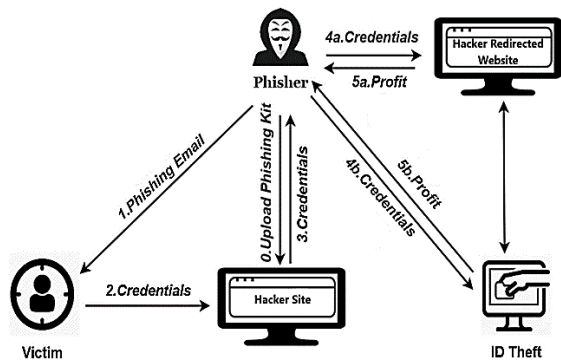 4a.Credentials
Hacker Redirected
Website
5a.Profit
Phisher
1.Phishing Email
0.Upload Phishing Kit
3.Credentials
5b.Profit
4b.Credentials
2.Credentials
Hacker Site
Victim
ID Theft